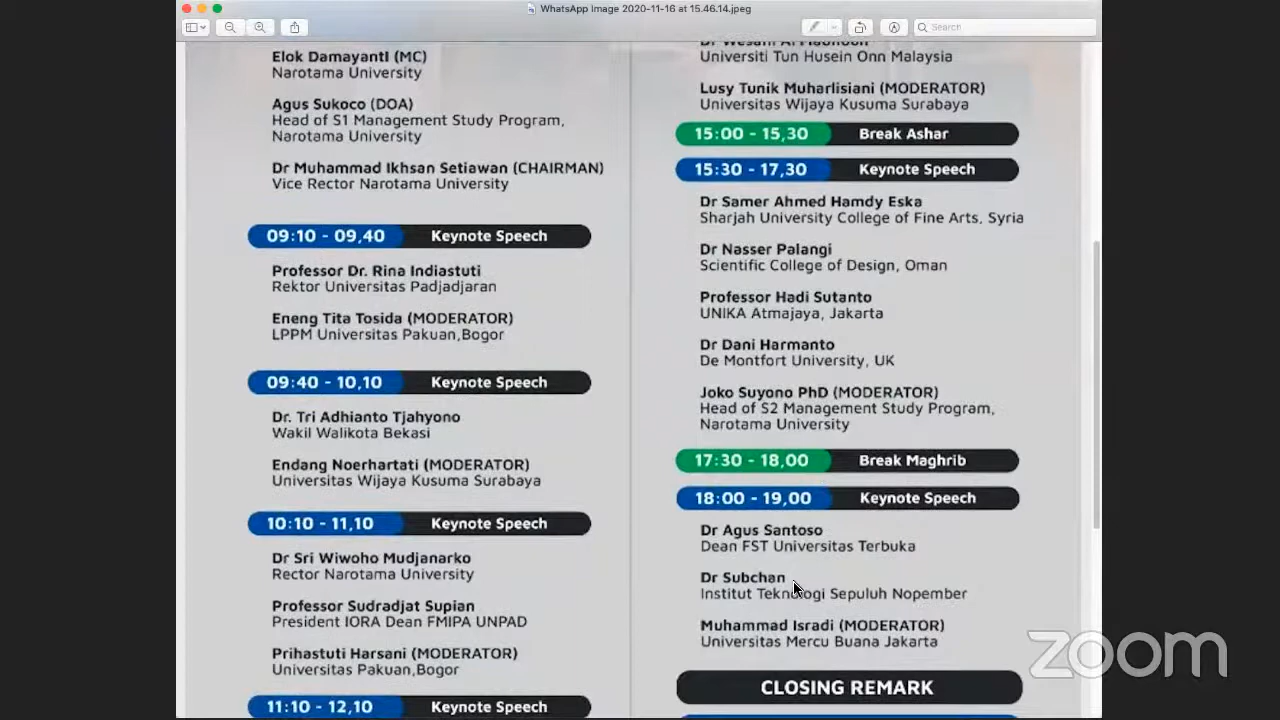 WhatsApp Image 2020-11-16 at 15.46.14.jpeg
Search
Elok Damayanti (MC)
Narotama University
Agus Sukoco (DOA)
Head of S1 Management Study Program,
Narotama University
Dr Muhammad Ikhsan Setiawan (CHAIRMAN)
Vice Rector Narotama University
09:10 - 09,40 Keynote Speech
Professor Dr. Rina Indiastuti
Rektor Universitas Padjadjaran
Eneng Tita Tosida (MODERATOR)
LPPM Universitas Pakuan,Bogor
09:40 - 10,10 Keynote Speech
Dr. Tri Adhianto Tjahyono
Wakil Walikota Bekasi
Endang Noerhartati (MODERATOR)
Universitas Wijaya Kusuma Surabaya
10:10 - 11,10 Keynote Speech
Dr Sri Wiwoho Mudjanarko
Rector Narotama University
Professor Sudradjat Supian
President IORA Dean FMIPA UNPAD
Prihastuti Harsani (MODERATOR)
Universitas Pakuan,Bogor
11:10 - 12,10 Keynote Speech
Universiti Tun Husein Onn Malaysia
Lusy Tunik Muharlisiani (MODERATOR)
Universitas Wijaya Kusuma Surabaya
15:00 - 15,30 Break Ashar
15:30 - 17,30 Keynote Speech
Dr Samer Ahmed Hamdy Eska
Sharjah University College of Fine Arts, Syria
Dr Nasser Palangi
Scientific College of Design, Oman
Professor Hadi Sutanto
UNIKA Atmajaya, Jakarta
Dr Dani Harmanto
De Montfort University, UK
Joko Suyono PhD (MODERATOR)
Head of S2 Management Study Program,
Narotama University
17:30 - 18,00 Break Maghrib
18:00 - 19,00 Keynote Speech
Dr Agus Santoso
Dean FST Universitas Terbuka
Dr Subchan
Institut Teknologi Sepuluh Nopember
Muhammad Isradi (MODERATOR)
Universitas Mercu Buana Jakarta
CLOSING REMARK
zoom